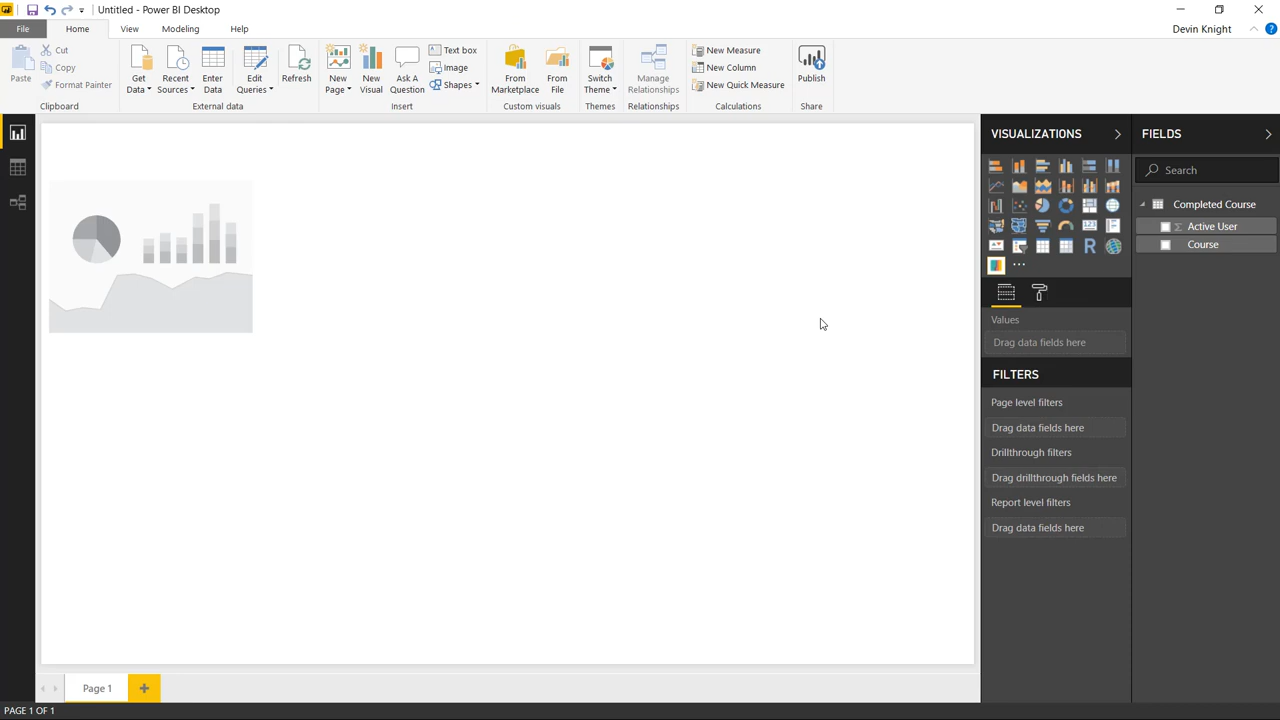 Untitled - Power BI Desktop
File Home View Modeling Help Devin Knight
Paste
Cut
Copy
Format Painter
Clipboard
Get Data
Recent Sources
Enter Data
Edit Queries
Refresh
External data
New Page
New Visual
Ask A Question
Text box
Image
Shapes
Insert
From Marketplace
From File
Custom visuals
Switch Theme
Themes
Manage Relationships
Relationships
New Measure
New Column
New Quick Measure
Calculations
Publish
Share
VISUALIZATIONS
R
Values
Drag data fields here
FILTERS
Page level filters
Drag data fields here
Drillthrough filters
Drag drillthrough fields here
Report level filters
Drag data fields here
FIELDS
Search
Completed Course
Σ Active User
Course
Page 1
PAGE 1 OF 1